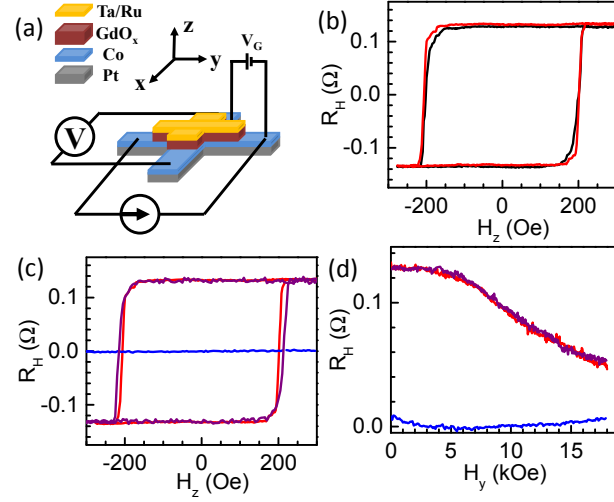 (a)
Ta/Ru
GdOx
Co
Pt
z
y
x
VG
V
(b)
RH (Ω)
0.1
0.0
-0.1
-200 0 200
Hz (Oe)
(c)
RH (Ω)
0.1
0.0
-0.1
-200 0 200
Hz (Oe)
(d)
RH (Ω)
0.1
0.0
0 5 10 15
Hy (kOe)